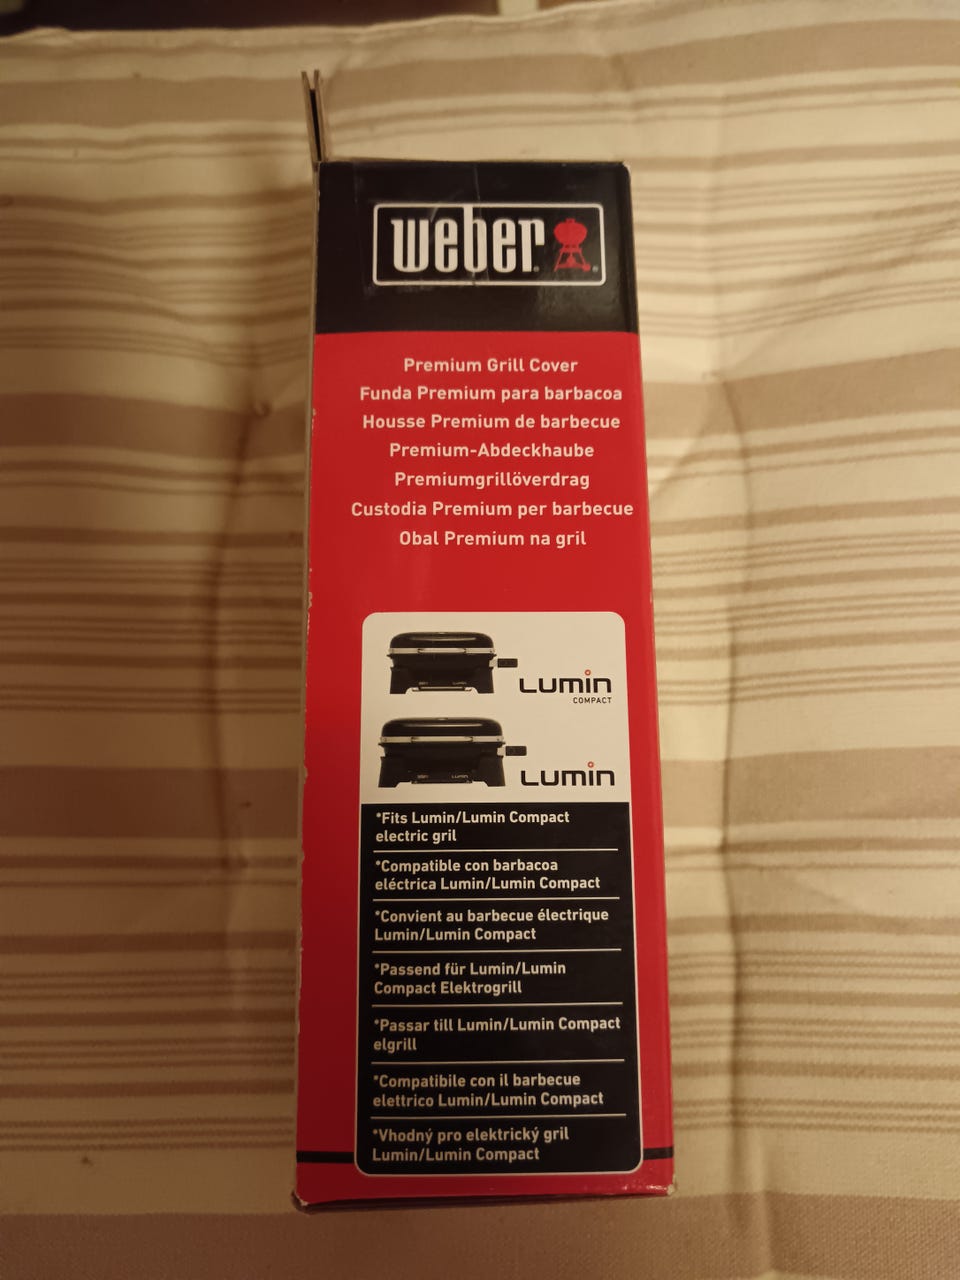 weber
Premium Grill Cover
Funda Premium para barbacoa
Housse Premium de barbecue
Premium-Abdeckhaube
Premiumgrillöverdrag
Custodia Premium per barbecue
Obal Premium na gril
LUMIN
COMPACT
LUMIN
*Fits Lumin/Lumin Compact
electric gril
*Compatible con barbacoa
eléctrica Lumin/Lumin Compact
*Convient au barbecue électrique
Lumin/Lumin Compact
*Passend für Lumin/Lumin
Compact Elektrogrill
*Passar till Lumin/Lumin Compact
elgrill
*Compatibile con il barbecue
elettrico Lumin/Lumin Compact
*Vhodný pro elektrický gril
Lumin/Lumin Compact